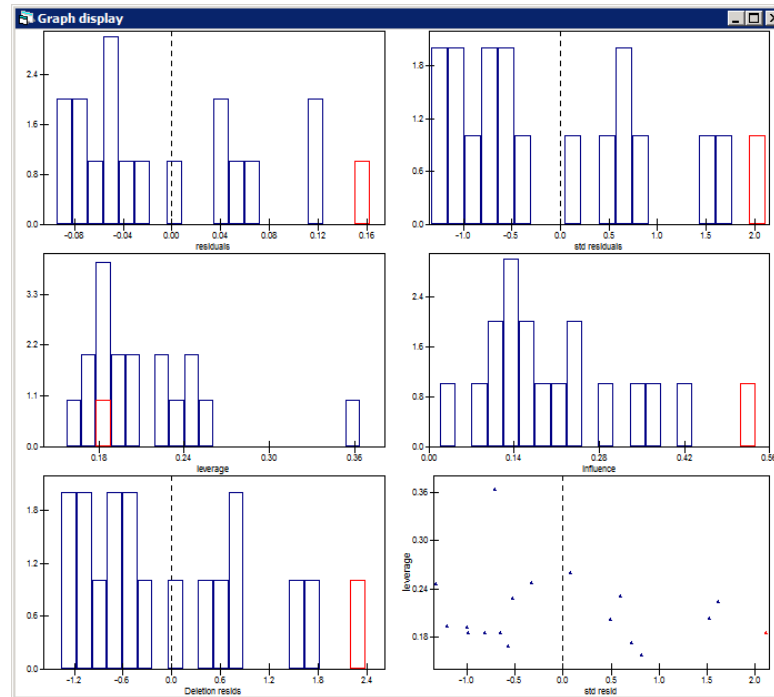 Graph display
2.4
1.6
0.8
0.0
-0.08 -0.04 0.00 0.04 0.08 0.12 0.16
residuals
1.8
1.2
0.6
0.0
-1.0 -0.5 0.0 0.5 1.0 1.5 2.0
std residuals
3.3
2.2
1.1
0.0
0.18 0.24 0.30 0.36
leverage
2.4
1.6
0.8
0.0
0.00 0.14 0.28 0.42 0.56
Influence
1.8
1.2
0.6
0.0
-1.2 -0.6 0.0 0.6 1.2 1.8 2.4
Deletion resids
leverage
0.36
0.30
0.24
0.18
-1.0 -0.5 0.0 0.5 1.0 1.5 2.0
std resid